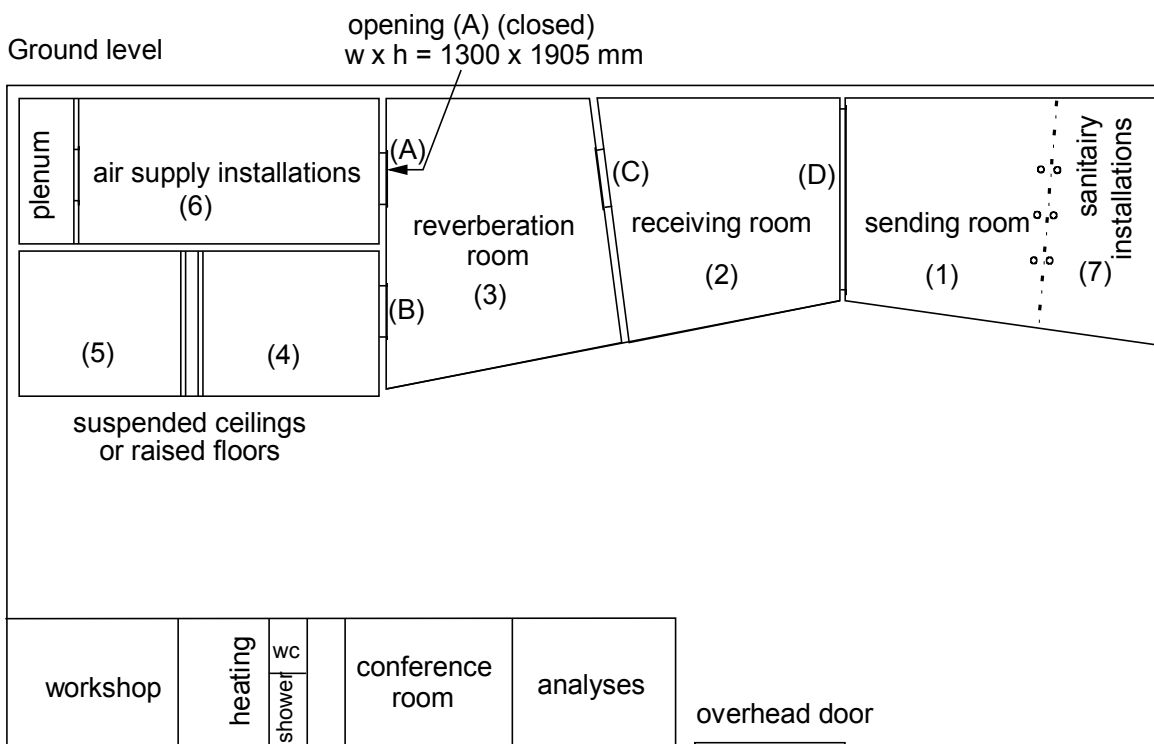 Ground level
opening (A) (closed)
w x h = 1300 x 1905 mm
plenum
air supply installations
(6)
(A)
(B)
reverberation
room
(3)
(C)
receiving room
(2)
(D)
sending room
(1)
sanitairy
installations
(7)
(5)
(4)
suspended ceilings
or raised floors
workshop
heating
wc
shower
conference
room
analyses
overhead door